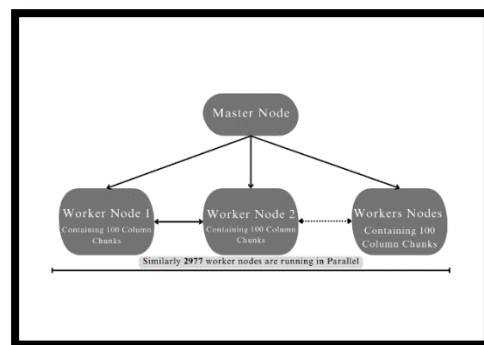 Master Node
Worker Node 1
Containing 100 Column
Chunks
Worker Node 2
Containing 100 Column
Chunks
Workers Nodes
Containing 100
Column Chunks
Similarly 2977 worker nodes are running in Parallel